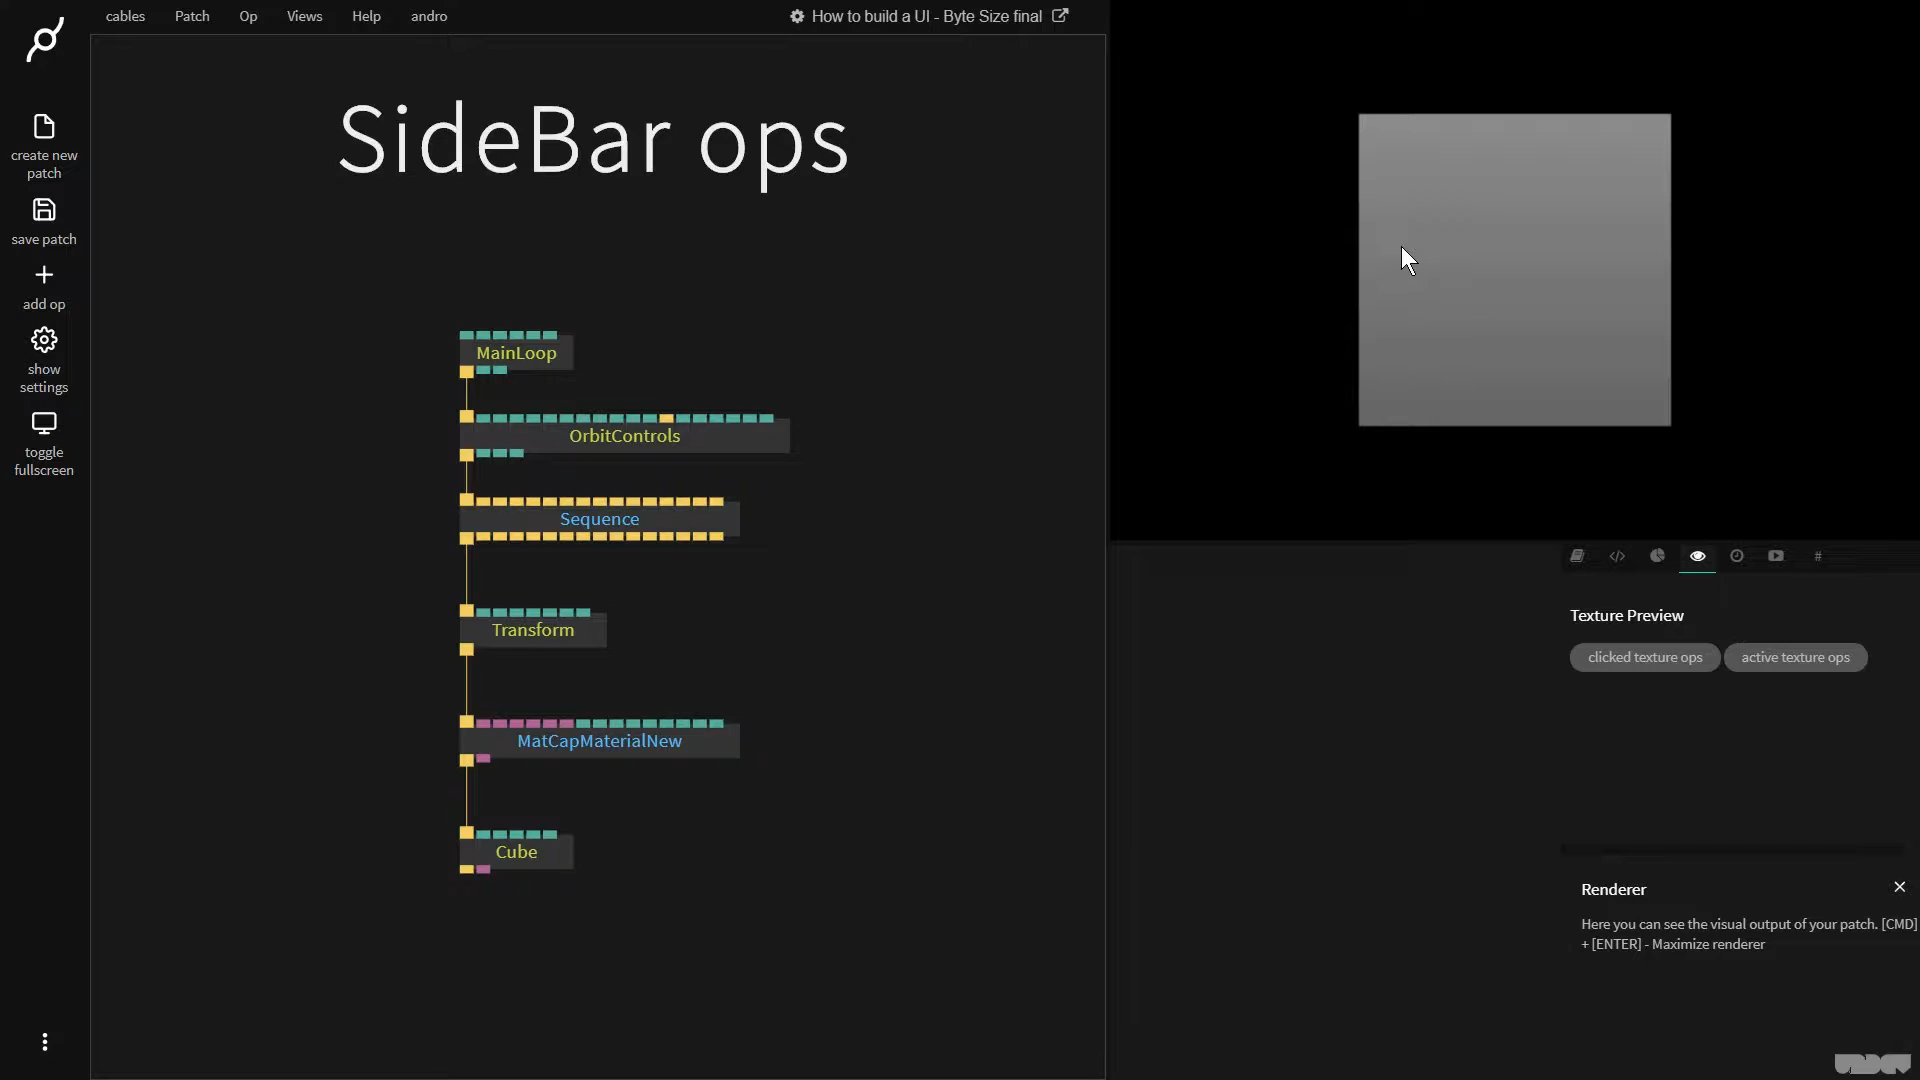 cables Patch Op Views Help andro
How to build a UI - Byte Size final
create new
patch
save patch
add op
show
settings
toggle
fullscreen
SideBar ops
MainLoop
OrbitControls
Sequence
Transform
MatCapMaterialNew
Cube
</> #
Texture Preview
clicked texture ops active texture ops
Renderer
Here you can see the visual output of your patch. [CMD]
+ [ENTER] - Maximize renderer